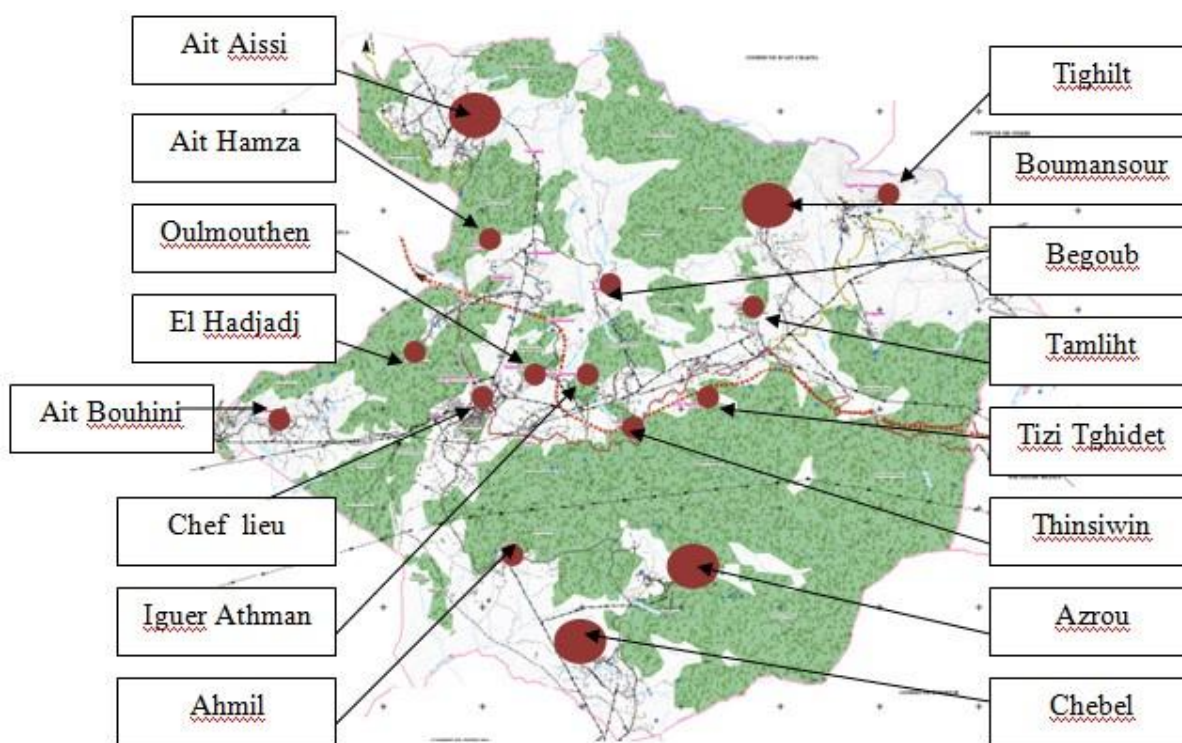 Ait Aissi
Ait Hamza
Oulmouthen
El Hadjadj
Ait Bouhini
Chef lieu
Iguer Athman
Ahmil
Tighilt
Boumansour
Begoub
Tamliht
Tizi Tghidet
Thinsiwin
Azrou
Chebel